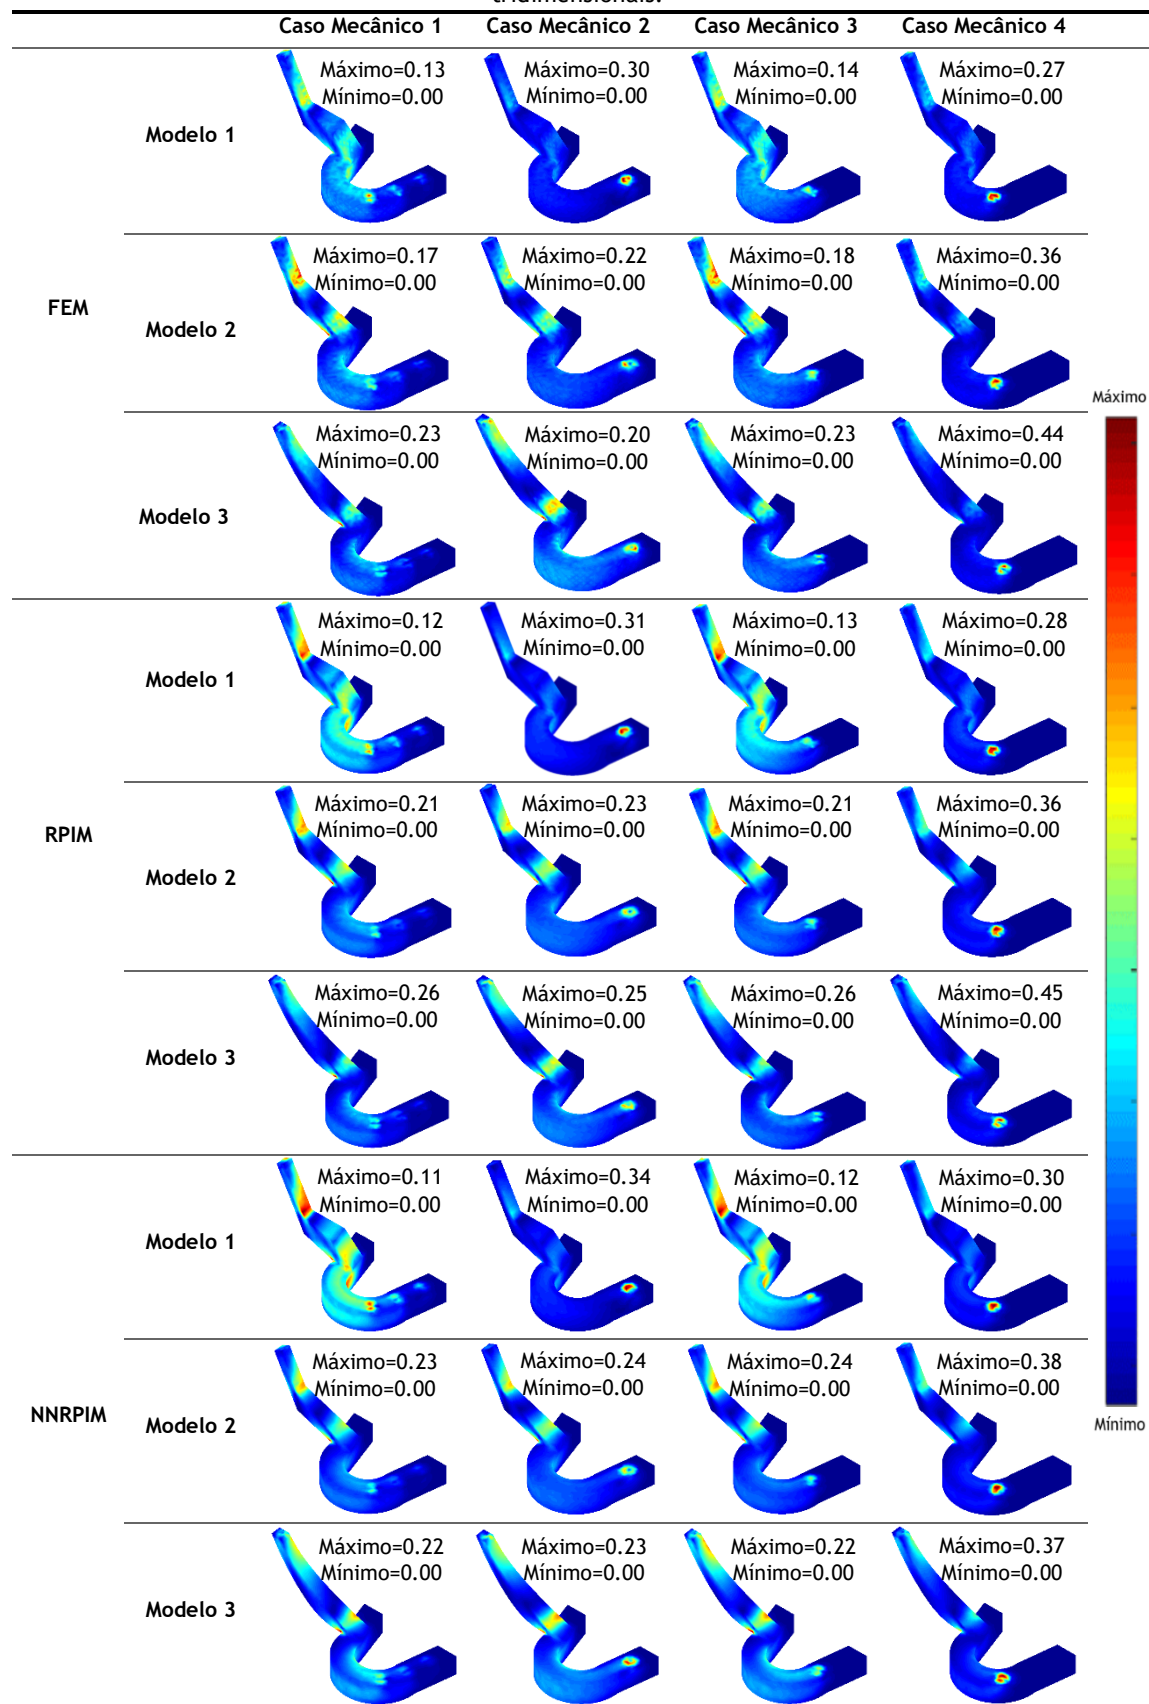 tridimensionais.
Caso Mecânico 1 Caso Mecânico 2 Caso Mecânico 3 Caso Mecânico 4
FEM
Modelo 1
Máximo=0.13 Máximo=0.30 Máximo=0.14 Máximo=0.27
Mínimo=0.00 Mínimo=0.00 Mínimo=0.00 Mínimo=0.00
Modelo 2
Máximo=0.17 Máximo=0.22 Máximo=0.18 Máximo=0.36
Mínimo=0.00 Mínimo=0.00 Mínimo=0.00 Mínimo=0.00
Modelo 3
Máximo=0.23 Máximo=0.20 Máximo=0.23 Máximo=0.44
Mínimo=0.00 Mínimo=0.00 Mínimo=0.00 Mínimo=0.00
RPIM
Modelo 1
Máximo=0.12 Máximo=0.31 Máximo=0.13 Máximo=0.28
Mínimo=0.00 Mínimo=0.00 Mínimo=0.00 Mínimo=0.00
Modelo 2
Máximo=0.21 Máximo=0.23 Máximo=0.21 Máximo=0.36
Mínimo=0.00 Mínimo=0.00 Mínimo=0.00 Mínimo=0.00
Modelo 3
Máximo=0.26 Máximo=0.25 Máximo=0.26 Máximo=0.45
Mínimo=0.00 Mínimo=0.00 Mínimo=0.00 Mínimo=0.00
NNRPIM
Modelo 1
Máximo=0.11 Máximo=0.34 Máximo=0.12 Máximo=0.30
Mínimo=0.00 Mínimo=0.00 Mínimo=0.00 Mínimo=0.00
Modelo 2
Máximo=0.23 Máximo=0.24 Máximo=0.24 Máximo=0.38
Mínimo=0.00 Mínimo=0.00 Mínimo=0.00 Mínimo=0.00
Modelo 3
Máximo=0.22 Máximo=0.23 Máximo=0.22 Máximo=0.37
Mínimo=0.00 Mínimo=0.00 Mínimo=0.00 Mínimo=0.00
Máximo
Mínimo